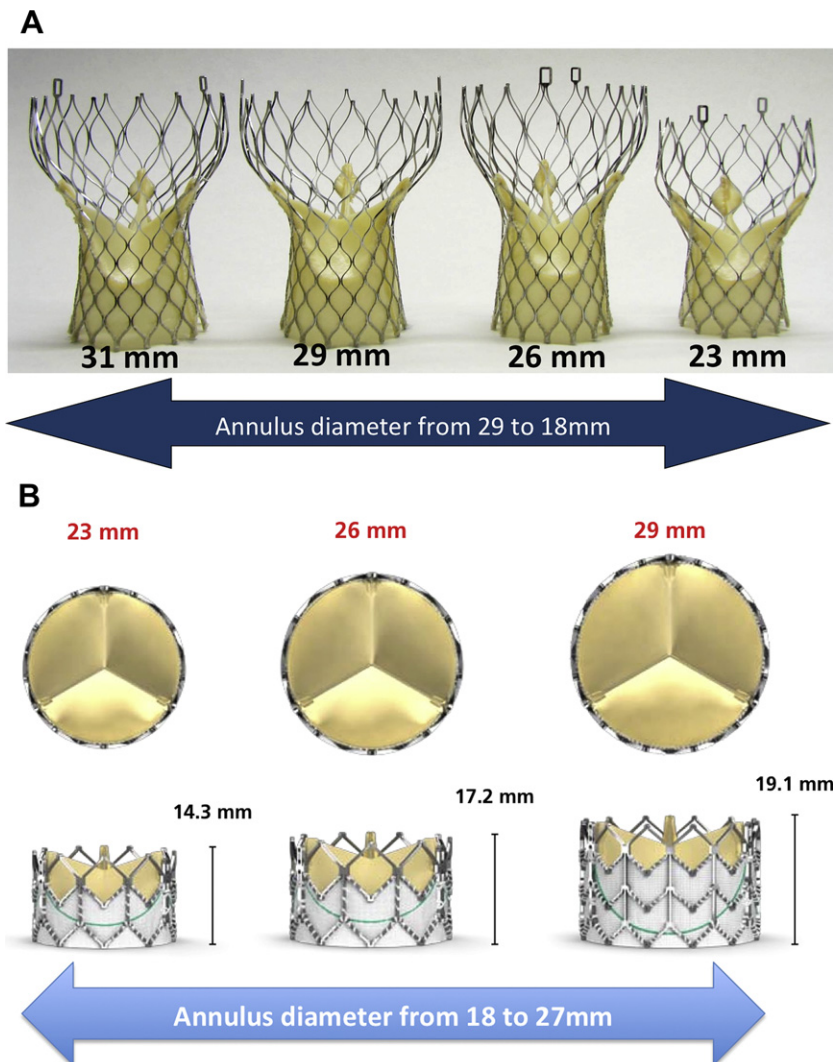 A
31 mm
29 mm
26 mm
23 mm
Annulus diameter from 29 to 18mm
B
23 mm
26 mm
29 mm
14.3 mm
17.2 mm
19.1 mm
Annulus diameter from 18 to 27mm